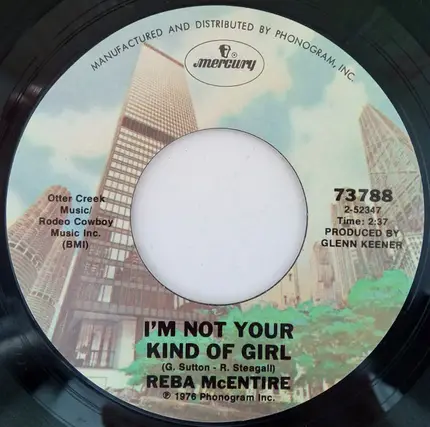 MANUFACTURED AND DISTRIBUTED BY PHONOGRAM, INC.
mercury
®
Otter Creek
Music/
Rodeo Cowboy
Music Inc.
(BMI)
73788
2-52347
Time: 2:37
PRODUCED BY
GLENN KEENER
I'M NOT YOUR
KIND OF GIRL
(G. Sutton - R. Steagall)
REBA McENTIRE
℗ 1976 Phonogram Inc.